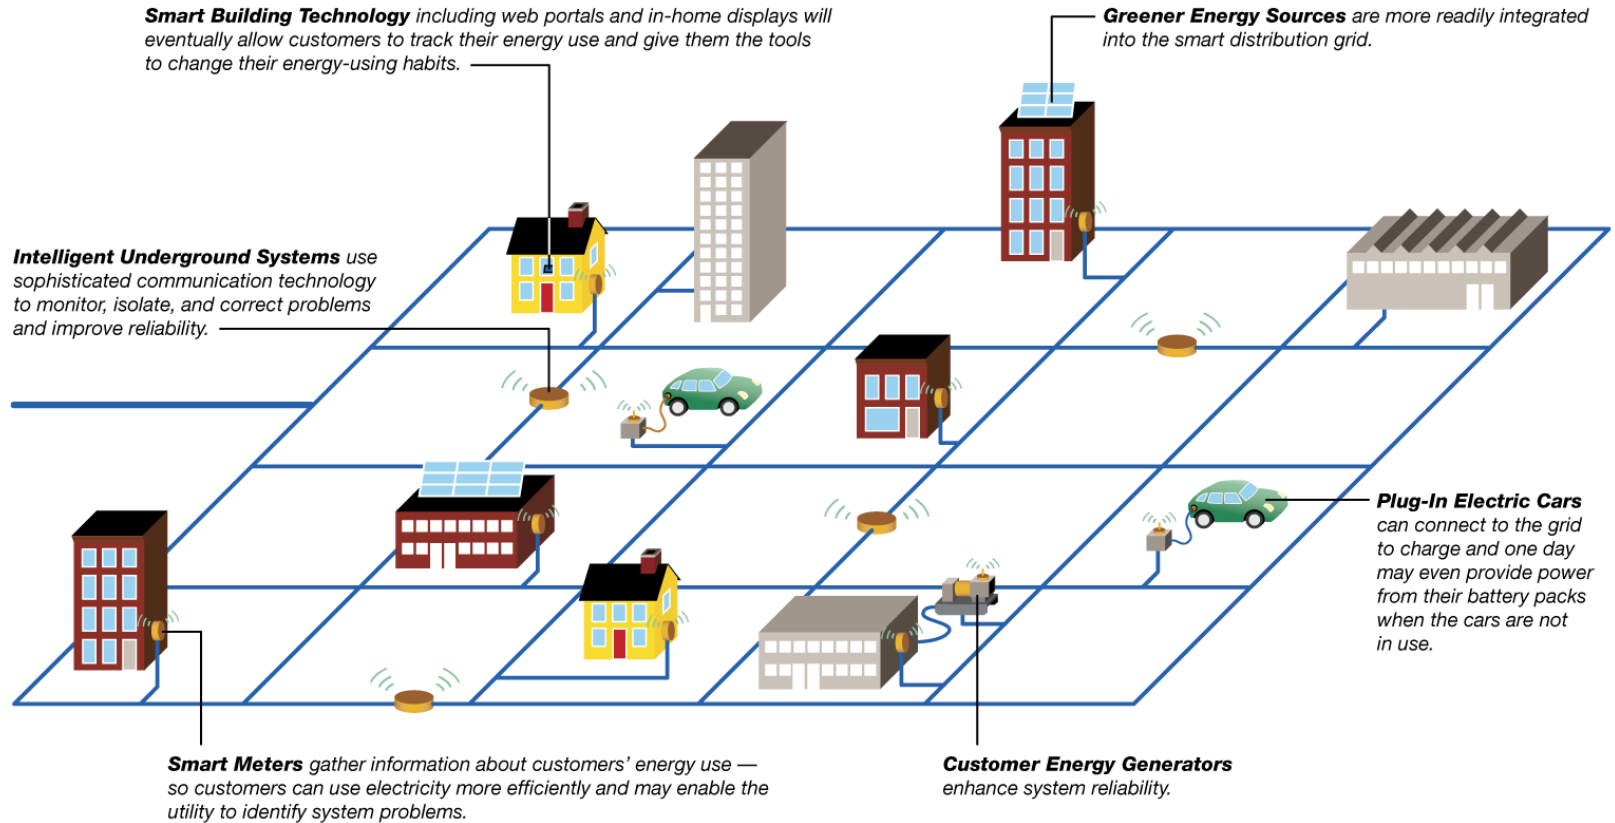 Smart Building Technology including web portals and in-home displays will
eventually allow customers to track their energy use and give them the tools
to change their energy-using habits.
Greener Energy Sources are more readily integrated
into the smart distribution grid.
Intelligent Underground Systems use
sophisticated communication technology
to monitor, isolate, and correct problems
and improve reliability.
Plug-In Electric Cars
can connect to the grid
to charge and one day
may even provide power
from their battery packs
when the cars are not
in use.
Smart Meters gather information about customers’ energy use —
so customers can use electricity more efficiently and may enable the
utility to identify system problems.
Customer Energy Generators
enhance system reliability.